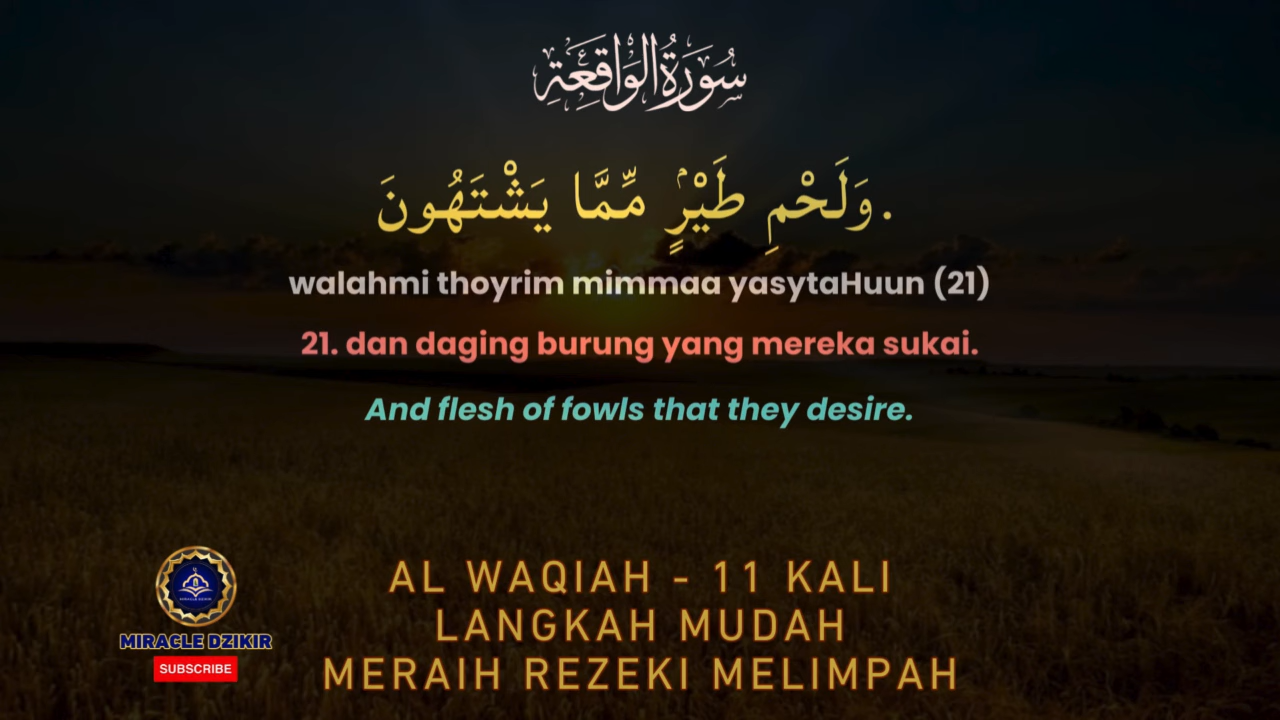 سُورَةُ الْوَاقِعَةِ
وَلَحْمِ طَيْرٍۢ مِّمَّا يَشْتَهُونَ.
walahmi thoyrim mimmaa yasytaHuun (21)
21. dan daging burung yang mereka sukai.
And flesh of fowls that they desire.
AL WAQIAH - 11 KALI
LANGKAH MUDAH
MERAIH REZEKI MELIMPAH
MIRACLE DZIKIR
SUBSCRIBE